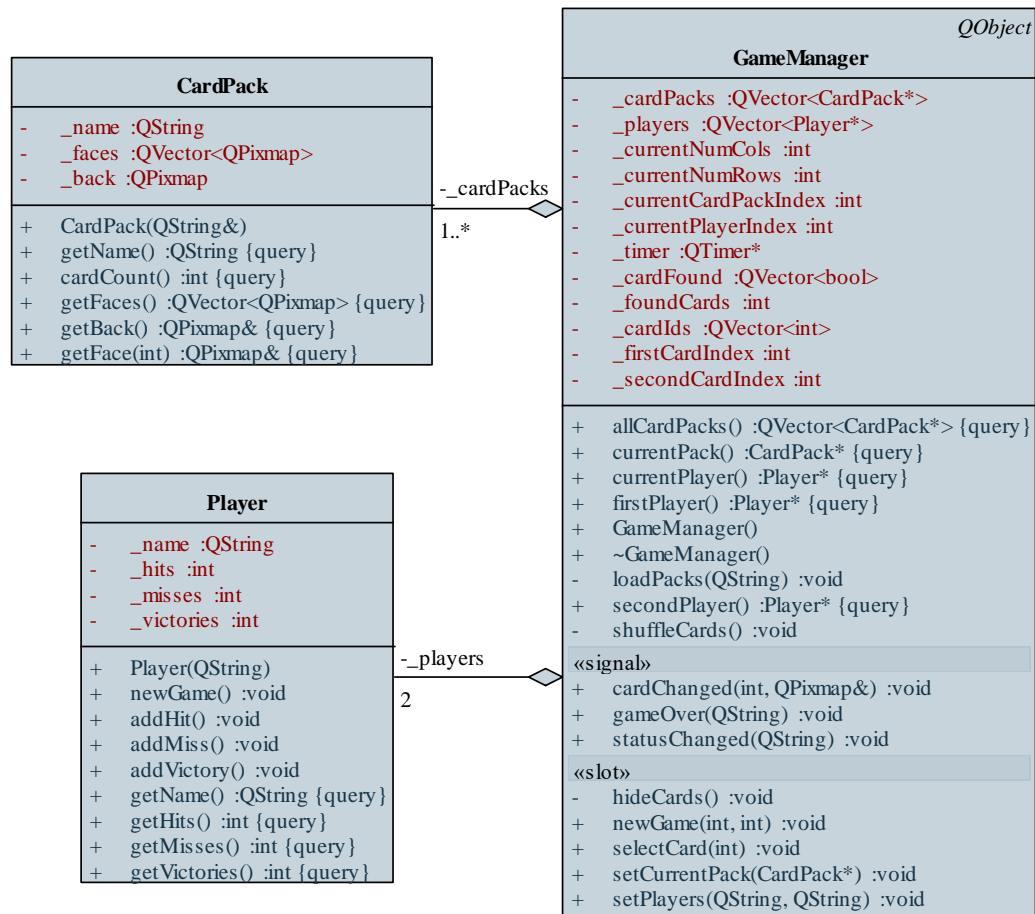 CardPack
- _name :QString
- _faces :QVector<QPixmap>
- _back :QPixmap
+ CardPack(QString&)
+ getName() :QString {query}
+ cardCount() :int {query}
+ getFaces() :QVector<QPixmap> {query}
+ getBack() :QPixmap& {query}
+ getFace(int) :QPixmap& {query}
-_cardPacks
1..*
Player
- _name :QString
- _hits :int
- _misses :int
- _victories :int
+ Player(QString)
+ newGame() :void
+ addHit() :void
+ addMiss() :void
+ addVictory() :void
+ getName() :QString {query}
+ getHits() :int {query}
+ getMisses() :int {query}
+ getVictories() :int {query}
-_players
2
QObject
GameManager
- _cardPacks :QVector<CardPack*>
- _players :QVector<Player*>
- _currentNumCols :int
- _currentNumRows :int
- _currentCardPackIndex :int
- _currentPlayerIndex :int
- _timer :QTimer*
- _cardFound :QVector<bool>
- _foundCards :int
- _cardIds :QVector<int>
- _firstCardIndex :int
- _secondCardIndex :int
+ allCardPacks() :QVector<CardPack*> {query}
+ currentPack() :CardPack* {query}
+ currentPlayer() :Player* {query}
+ firstPlayer() :Player* {query}
+ GameManager()
+ ~GameManager()
- loadPacks(QString) :void
+ secondPlayer() :Player* {query}
- shuffleCards() :void
«signal»
+ cardChanged(int, QPixmap&) :void
+ gameOver(QString) :void
+ statusChanged(QString) :void
«slot»
- hideCards() :void
+ newGame(int, int) :void
+ selectCard(int) :void
+ setCurrentPack(CardPack*) :void
+ setPlayers(QString, QString) :void